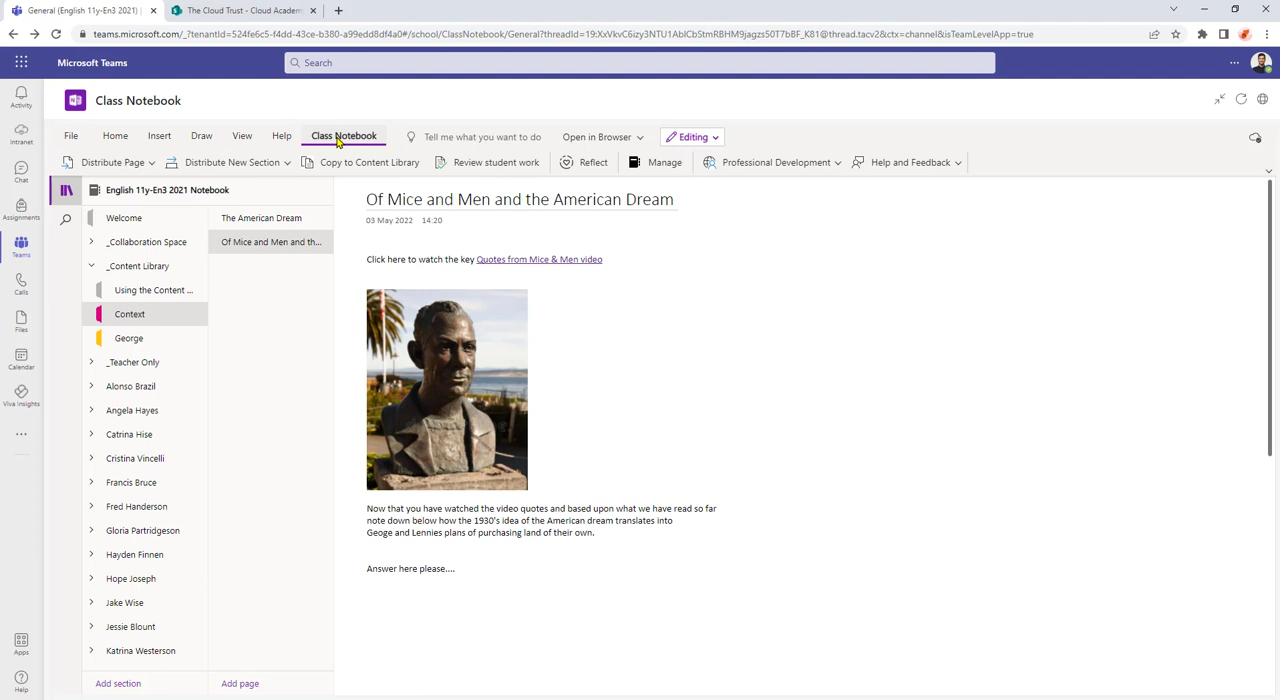 General (English 11y-En3 2021) |
The Cloud Trust - Cloud Academ
teams.microsoft.com/_?tenantId=524fe6c5-f4dd-43ce-b380-a99edd8df4a0#/school/ClassNotebook/General?threadId=19:XxVkvC6izy3NTU1AblCbStmRBHM9jagzs50T7bBF_K81@thread.tacv2&ctx=channel&isTeamLevelApp=true
Microsoft Teams
Search
Activity
Intranet
Chat
Assignments
Teams
Calls
Files
Calendar
Viva Insights
Apps
Help
Class Notebook
File Home Insert Draw View Help Class Notebook Tell me what you want to do Open in Browser Editing
Distribute Page Distribute New Section Copy to Content Library Review student work Reflect Manage Professional Development Help and Feedback
English 11y-En3 2021 Notebook
Welcome
_Collaboration Space
_Content Library
Using the Content ...
Context
George
_Teacher Only
Alonso Brazil
Angela Hayes
Catrina Hise
Cristina Vincelli
Francis Bruce
Fred Handerson
Gloria Partridgeson
Hayden Finnen
Hope Joseph
Jake Wise
Jessie Blount
Katrina Westerson
Add section
The American Dream
Of Mice and Men and th...
Add page
Of Mice and Men and the American Dream
03 May 2022 14:20
Click here to watch the key Quotes from Mice & Men video
Now that you have watched the video quotes and based upon what we have read so far
note down below how the 1930's idea of the American dream translates into
Geoge and Lennies plans of purchasing land of their own.
Answer here please....